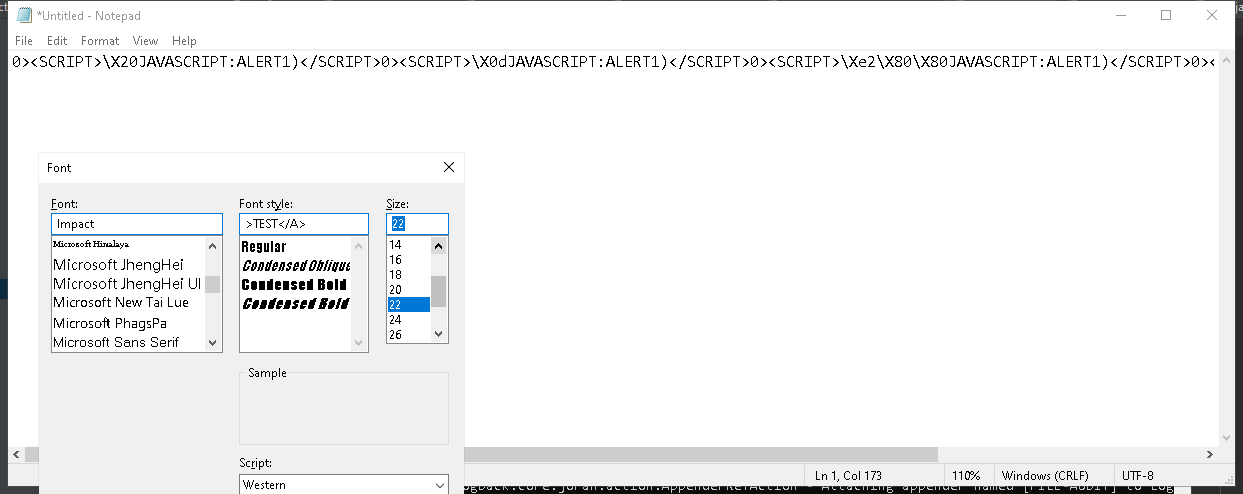 *Untitled - Notepad
File Edit Format View Help
0><SCRIPT>\X20JAVASCRIPT:ALERT1)</SCRIPT>0><SCRIPT>\X0dJAVASCRIPT:ALERT1)</SCRIPT>0><SCRIPT>\Xe2\X80\X80JAVASCRIPT:ALERT1)</SCRIPT>0><
Font
Font: Font style: Size:
Impact >TEST</A> 22
Microsoft Himalaya Regular 14
Microsoft JhengHei Condensed Oblique 16
Microsoft JhengHei UI Condensed Bold 18
Microsoft New Tai Lue Condensed Bold 20
Microsoft PhagsPa 22
Microsoft Sans Serif 24
26
Sample
Script:
Western
Ln 1, Col 173 110% Windows (CRLF) UTF-8